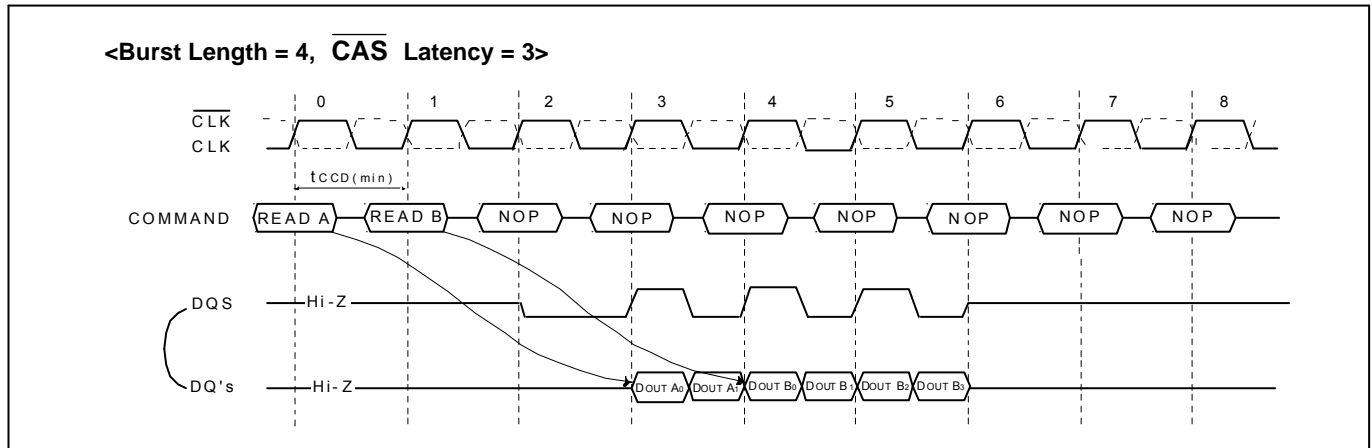 <Burst Length = 4, CAS Latency = 3>
0 1 2 3 4 5 6 7 8
CLK
CLK
tCCD(min)
COMMAND READ A READ B NOP NOP NOP NOP NOP NOP NOP
DQS Hi-Z
DQ's Hi-Z DOUT A0 DOUT A1 DOUT B0 DOUT B1 DOUT B2 DOUT B3